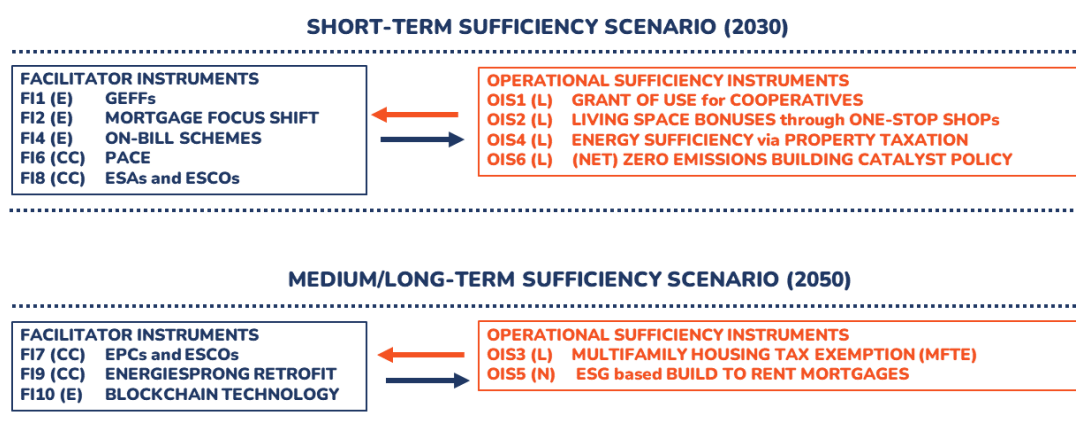 SHORT-TERM SUFFICIENCY SCENARIO (2030)
FACILITATOR INSTRUMENTS
FI1 (E) GEFFs
FI2 (E) MORTGAGE FOCUS SHIFT
FI4 (E) ON-BILL SCHEMES
FI6 (CC) PACE
FI8 (CC) ESAs and ESCOs
OPERATIONAL SUFFICIENCY INSTRUMENTS
OIS1 (L) GRANT OF USE for COOPERATIVES
OIS2 (L) LIVING SPACE BONUSES through ONE-STOP SHOPs
OIS4 (L) ENERGY SUFFICIENCY via PROPERTY TAXATION
OIS6 (L) (NET) ZERO EMISSIONS BUILDING CATALYST POLICY
MEDIUM/LONG-TERM SUFFICIENCY SCENARIO (2050)
FACILITATOR INSTRUMENTS
FI7 (CC) EPCs and ESCOs
FI9 (CC) ENERGIESPRONG RETROFIT
FI10 (E) BLOCKCHAIN TECHNOLOGY
OPERATIONAL SUFFICIENCY INSTRUMENTS
OIS3 (L) MULTIFAMILY HOUSING TAX EXEMPTION (MFTE)
OIS5 (N) ESG based BUILD TO RENT MORTGAGES